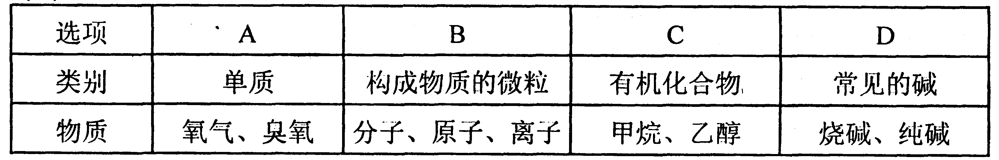 选项 A B C D
类别 单质 构成物质的微粒 有机化合物 常见的碱
物质 氧气、臭氧 分子、原子、离子 甲烷、乙醇 烧碱、纯碱